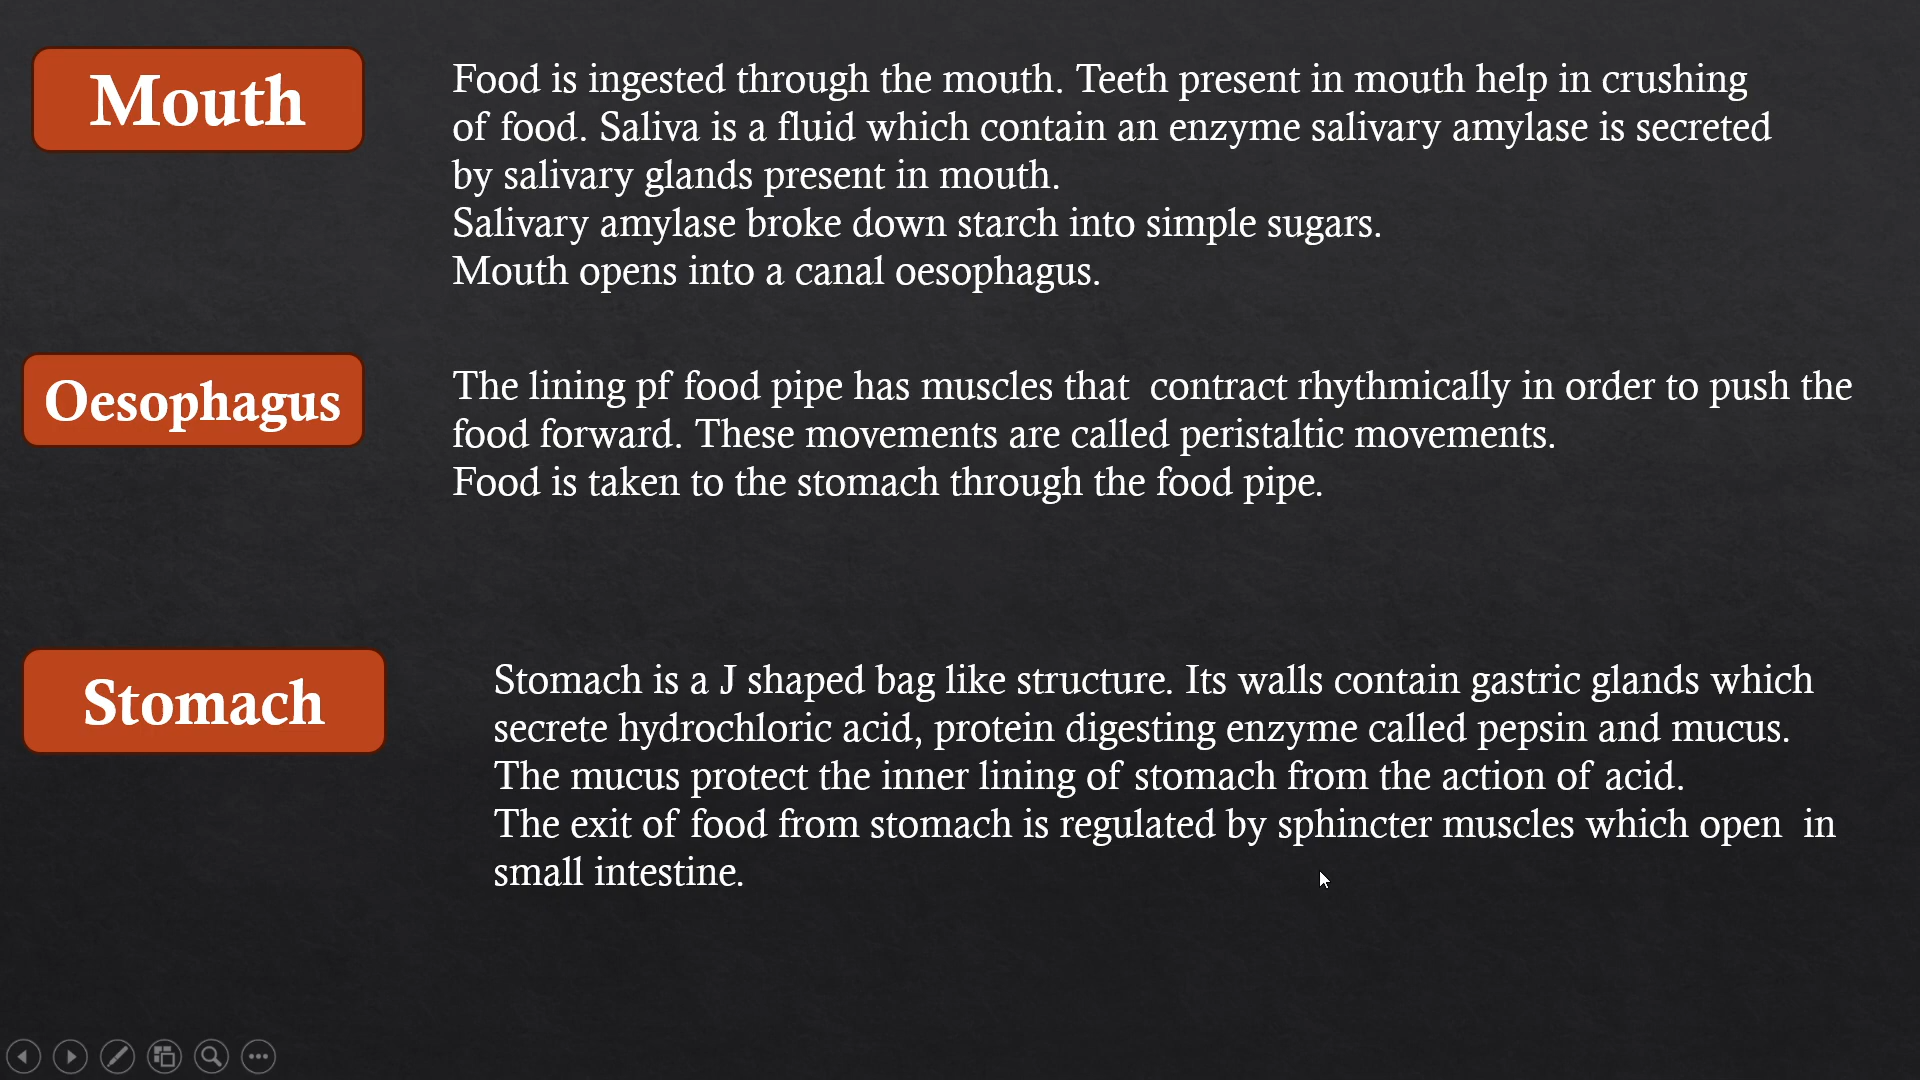 Mouth
Food is ingested through the mouth. Teeth present in mouth help in crushing
of food. Saliva is a fluid which contain an enzyme salivary amylase is secreted
by salivary glands present in mouth.
Salivary amylase broke down starch into simple sugars.
Mouth opens into a canal oesophagus.
Oesophagus
The lining pf food pipe has muscles that  contract rhythmically in order to push the
food forward. These movements are called peristaltic movements.
Food is taken to the stomach through the food pipe.
Stomach
Stomach is a J shaped bag like structure. Its walls contain gastric glands which
secrete hydrochloric acid, protein digesting enzyme called pepsin and mucus.
The mucus protect the inner lining of stomach from the action of acid.
The exit of food from stomach is regulated by sphincter muscles which open  in
small intestine.